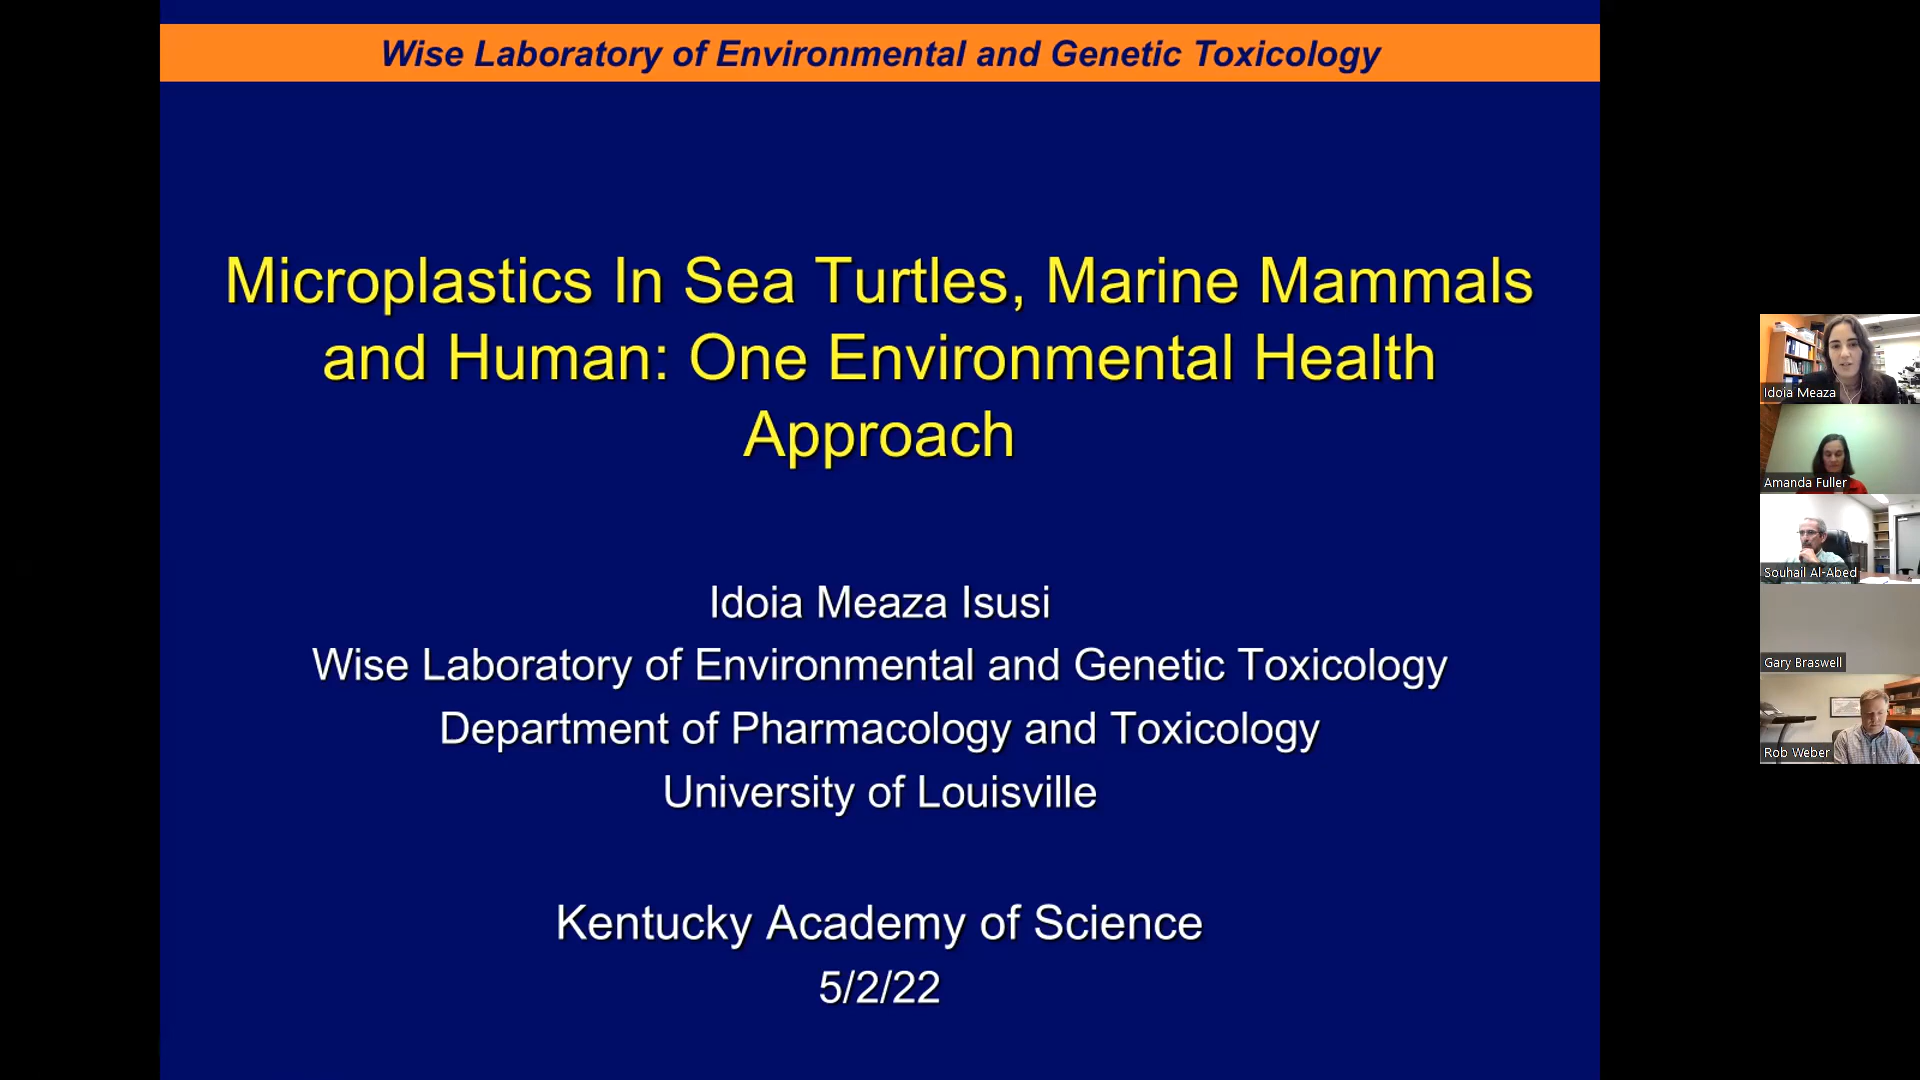 Wise Laboratory of Environmental and Genetic Toxicology
Microplastics In Sea Turtles, Marine Mammals
and Human: One Environmental Health
Approach
Idoia Meaza Isusi
Wise Laboratory of Environmental and Genetic Toxicology
Department of Pharmacology and Toxicology
University of Louisville
Kentucky Academy of Science
5/2/22
Idoia Meaza
Amanda Fuller
Souhail Al-Abed
Gary Braswell
Rob Weber